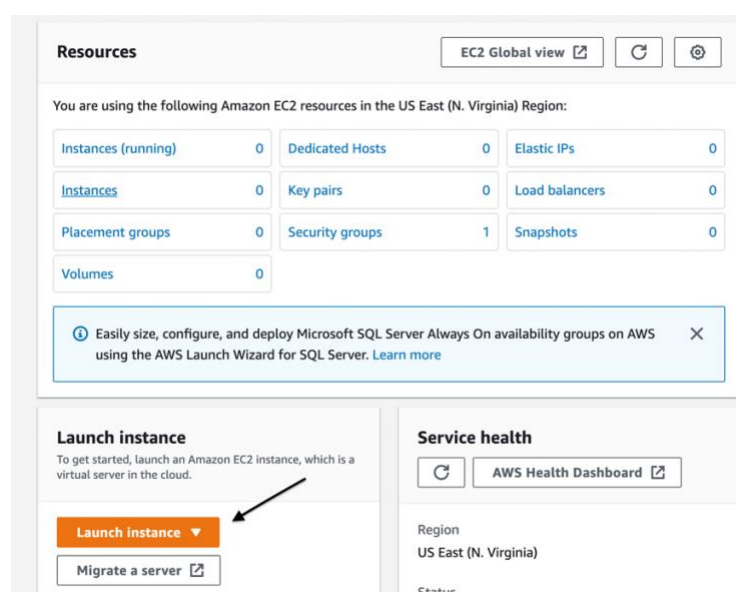 Resources
EC2 Global view
You are using the following Amazon EC2 resources in the US East (N. Virginia) Region:
Instances (running) 0 Dedicated Hosts 0 Elastic IPs 0
Instances 0 Key pairs 0 Load balancers 0
Placement groups 0 Security groups 1 Snapshots 0
Volumes 0
Easily size, configure, and deploy Microsoft SQL Server Always On availability groups on AWS
using the AWS Launch Wizard for SQL Server. Learn more
Launch instance
To get started, launch an Amazon EC2 instance, which is a
virtual server in the cloud.
Launch instance
Migrate a server
Service health
AWS Health Dashboard
Region
US East (N. Virginia)
Status